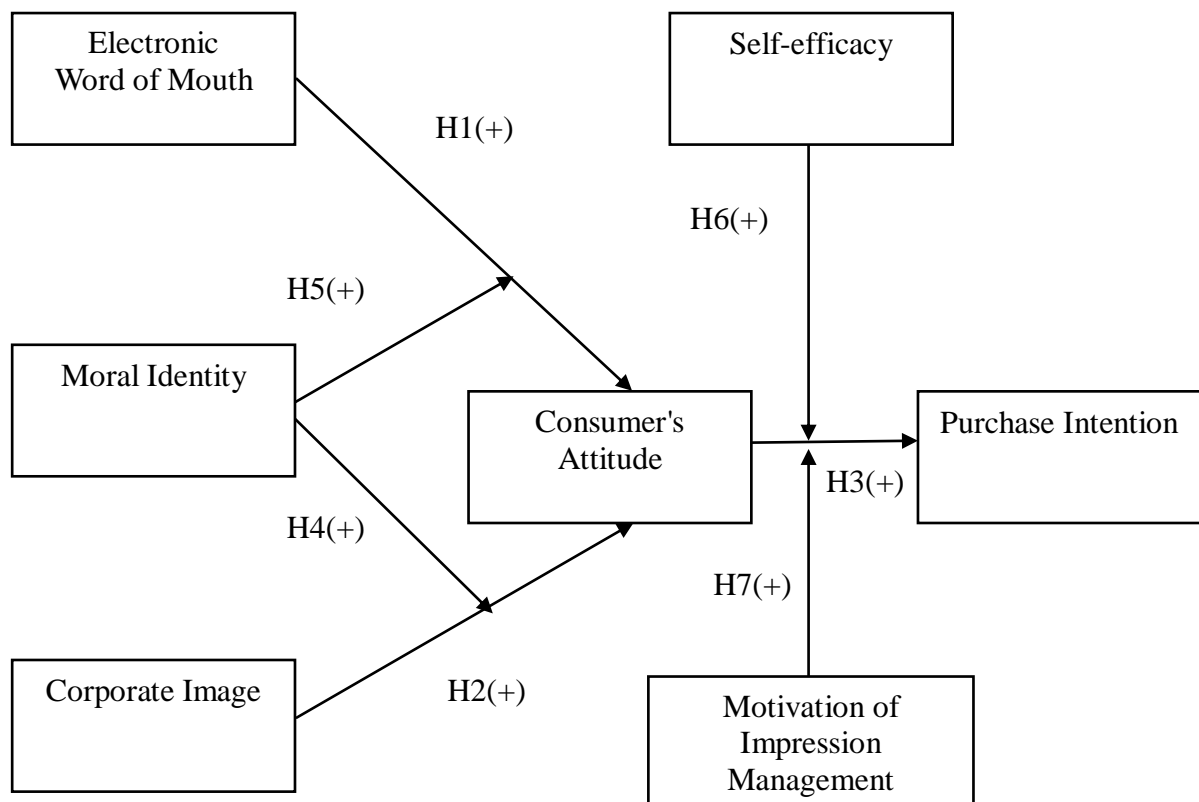 Electronic
Word of Mouth
Self-efficacy
H1(+)
H6(+)
H5(+)
Moral Identity
Consumer's
Attitude
Purchase Intention
H3(+)
H4(+)
H7(+)
Corporate Image
H2(+)
Motivation of
Impression
Management